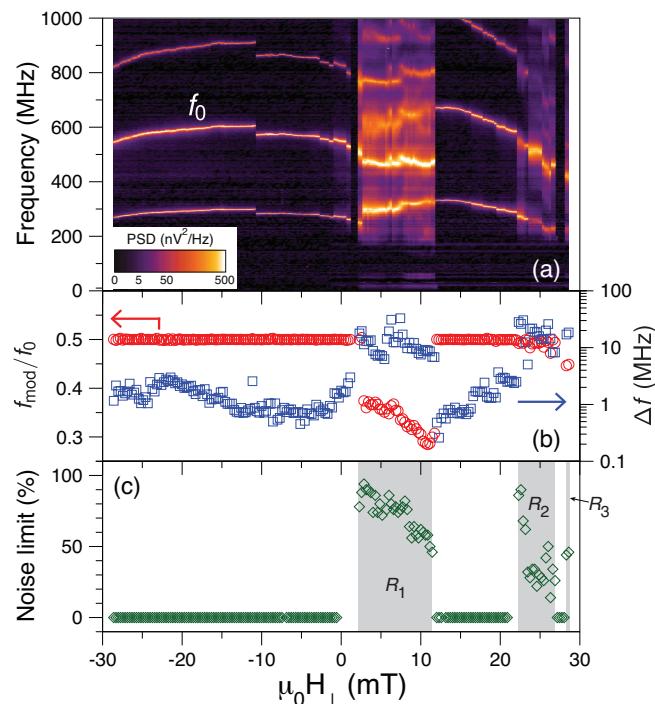 1000
800
600
400
200
0
Frequency (MHz)
f0
PSD (nV²/Hz)
0 5 50 500
(a)
0.5
0.4
0.3
fmod/f0
100
10
1
0.1
Δf (MHz)
(b)
(c)
100
50
0
Noise limit (%)
R1
R2
R3
-30 -20 -10 0 10 20 30
μ0H⊥ (mT)